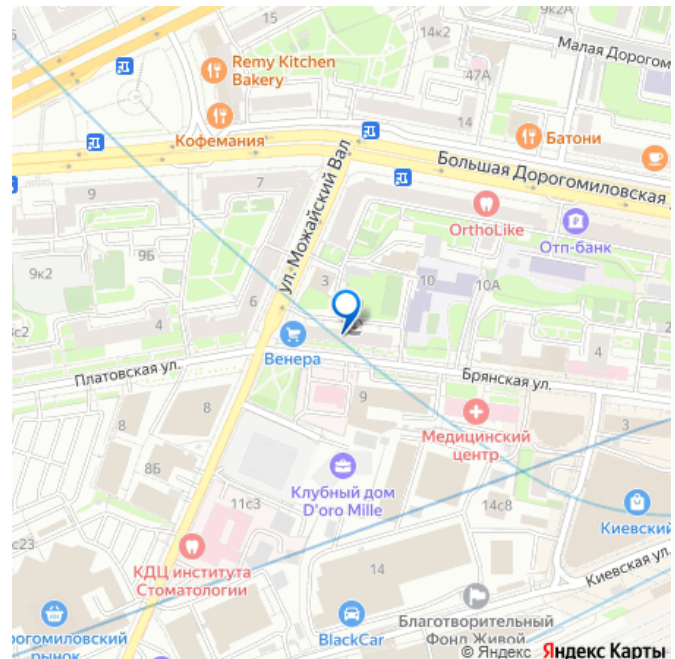 9к2А
14к2
Малая Дорогом
Remy Kitchen
Bakery
47А
14
Кофемания
Батони
Большая Дорогомиловская
ул. Можайский Вал
7
9
OrthoLike
Отп-банк
9Б
9к2
3
10
10А
6
с2
4
Венера
4
Платовская ул.
Брянская ул.
8
9
3
8
Медицинский
центр
8Б
Клубный дом
D'oro Mille
11с3
14с8
Киевский
с23
КДЦ института
Стоматологии
14
Киевская ул.
рогомиловский
рынок
BlackCar
Благотворительный
Фонд Живой
© Яндекс Яндекс Карты